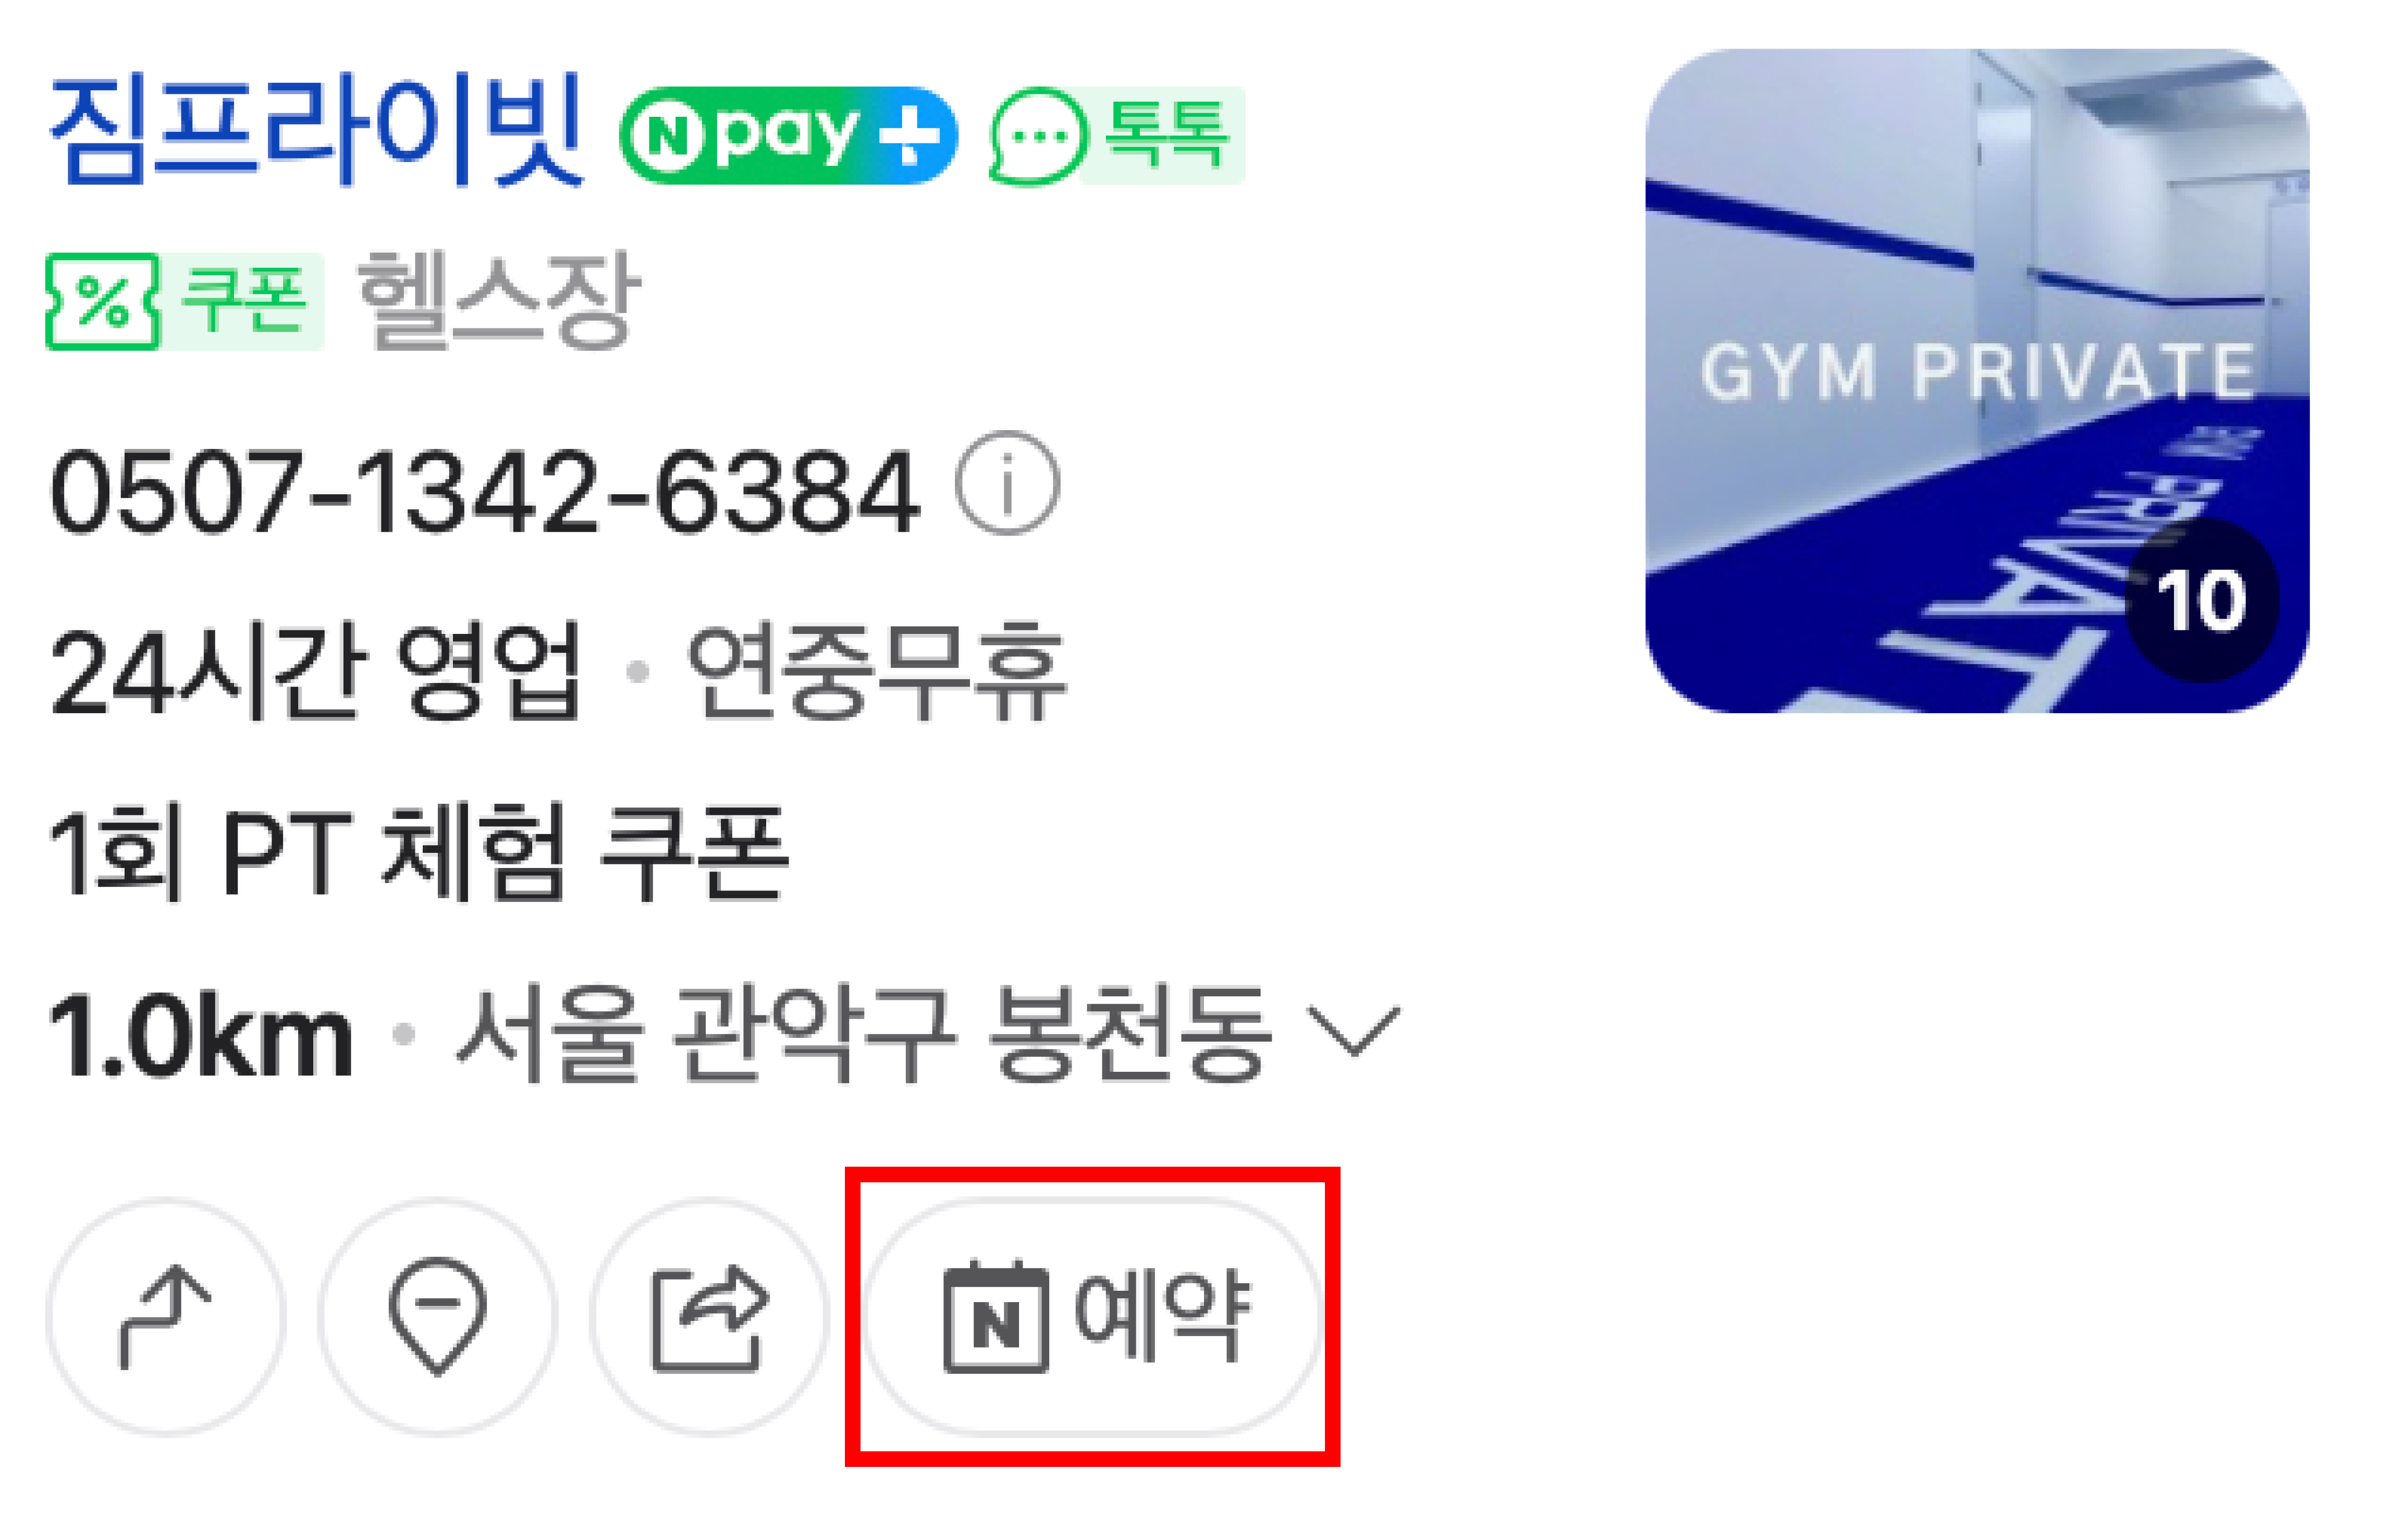 짐프라이빗 N pay+ 톡톡
쿠폰 헬스장
0507-1342-6384
24시간 영업 · 연중무휴
1회 PT 체험 쿠폰
1.0km · 서울 관악구 봉천동
N 예약
GYM PRIVATE
10